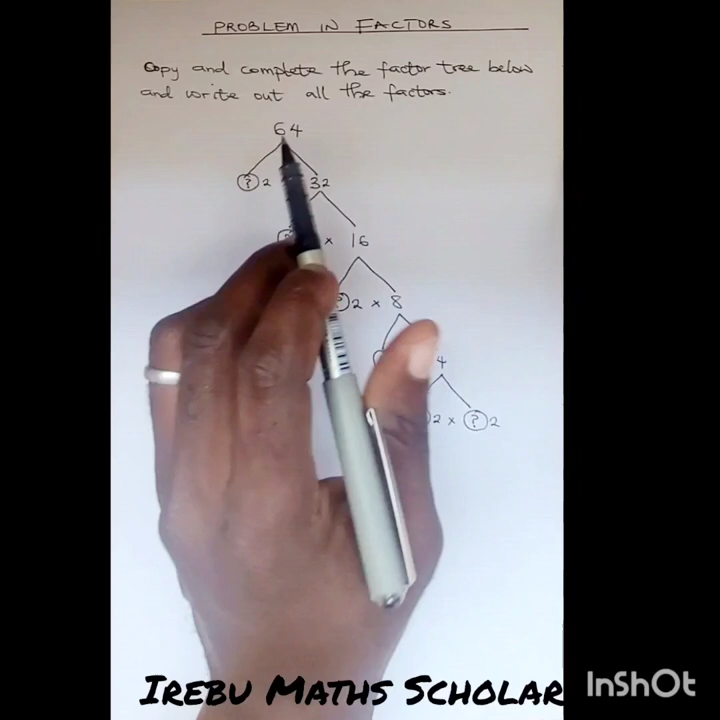 PROBLEM IN FACTORS
Copy and complete the factor tree below
and write out all the factors.
64
? 2 32
x 16
2 x 8
4
2 x ? 2
IREBU MATHS SCHOLAR
InShOt